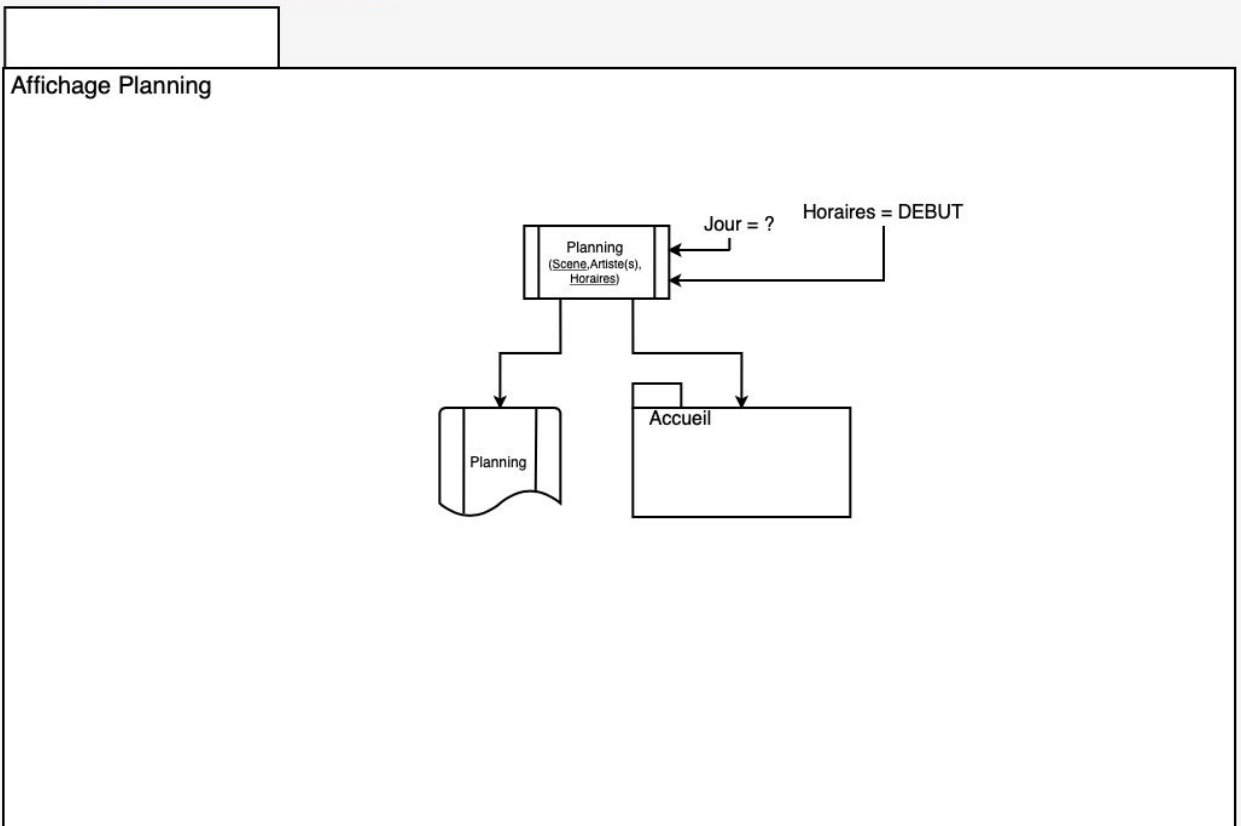 Affichage Planning
Jour = ?
Horaires = DEBUT
Planning
(Scene,Artiste(s),
Horaires)
Planning
Accueil